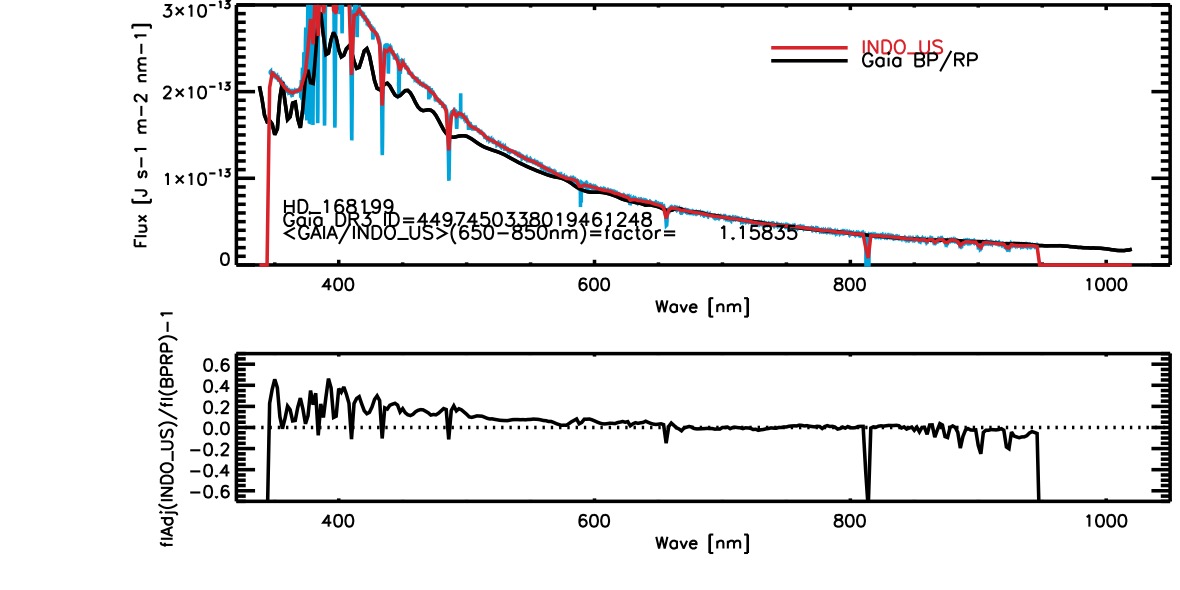 3×10⁻¹³
2×10⁻¹³
1×10⁻¹³
0
Flux [J s−1 m−2 nm−1]
INDO_US
Gaia BP/RP
HD_168199
Gaia DR3 ID=4497450338019461248
<GAIA/INDO_US>(650−850nm)=factor= 1.15835
400 600 800 1000
Wave [nm]
flAdj(INDO_US)/fl(BPRP)−1
0.6
0.4
0.2
0.0
−0.2
−0.4
−0.6
400 600 800 1000
Wave [nm]